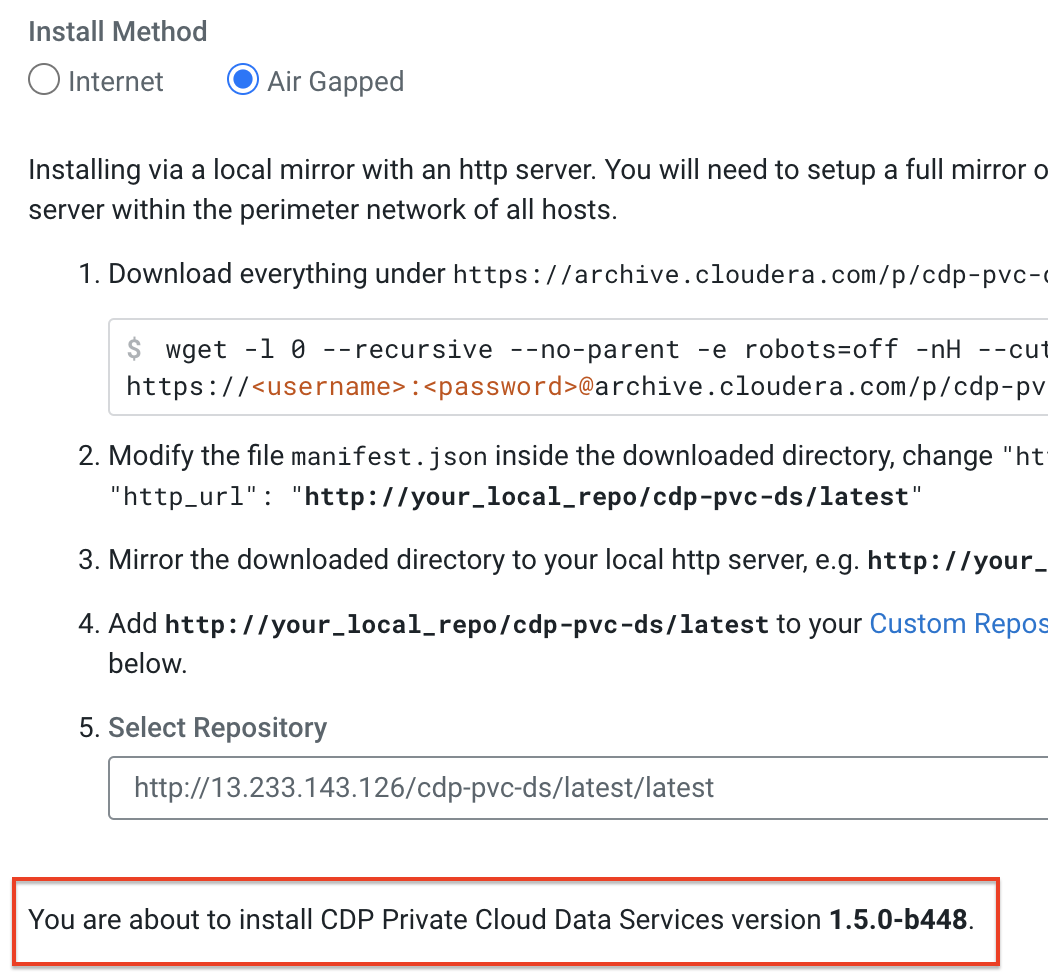 Install Method
Internet Air Gapped
Installing via a local mirror with an http server. You will need to setup a full mirror o
server within the perimeter network of all hosts.
1. Download everything under https://archive.cloudera.com/p/cdp-pvc-
$ wget -l 0 --recursive --no-parent -e robots=off -nH --cut
https://<username>:<password>@archive.cloudera.com/p/cdp-pv
2. Modify the file manifest.json inside the downloaded directory, change "ht
"http_url": "http://your_local_repo/cdp-pvc-ds/latest"
3. Mirror the downloaded directory to your local http server, e.g. http://your_
4. Add http://your_local_repo/cdp-pvc-ds/latest to your Custom Repos
below.
5. Select Repository
http://13.233.143.126/cdp-pvc-ds/latest/latest
You are about to install CDP Private Cloud Data Services version 1.5.0-b448.